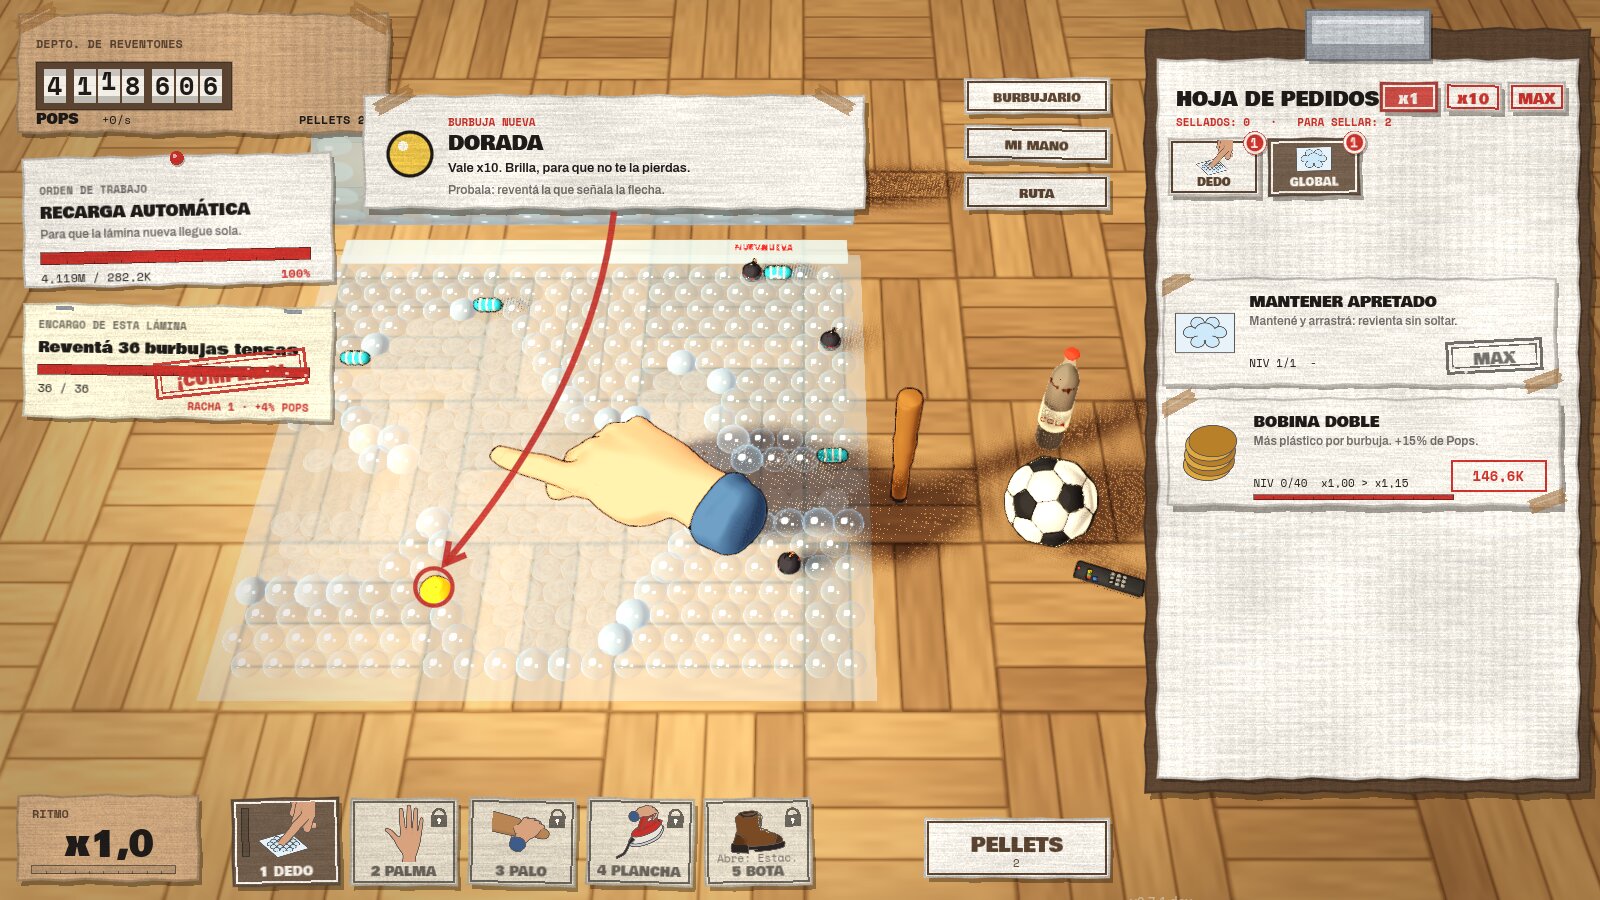 DEPTO. DE REVENTONES
4 118 606
POPS +0/s PELLETS 2
ORDEN DE TRABAJO
RECARGA AUTOMÁTICA
Para que la lámina nueva llegue sola.
4.119M / 282.2K 100%
ENCARGO DE ESTA LÁMINA
Reventá 36 burbujas tensas
36 / 36
RACHA 1 · +4% POPS
BURBUJA NUEVA
DORADA
Vale x10. Brilla, para que no te la pierdas.
Probala: reventá la que señala la flecha.
BURBUJARIO
MI MANO
RUTA
HOJA DE PEDIDOS x1 x10 MAX
SELLADOS: 0 · PARA SELLAR: 2
DEDO 1
GLOBAL 1
MANTENER APRETADO
Mantené y arrastrá: revienta sin soltar.
NIV 1/1 -
MAX
BOBINA DOBLE
Más plástico por burbuja. +15% de Pops.
NIV 0/40 x1.00 > x1.15
146.6K
RITMO
x1,0
1 DEDO
2 PALMA
3 PALO
4 PLANCHA
Abre: Estac.
5 BOTA
PELLETS
2